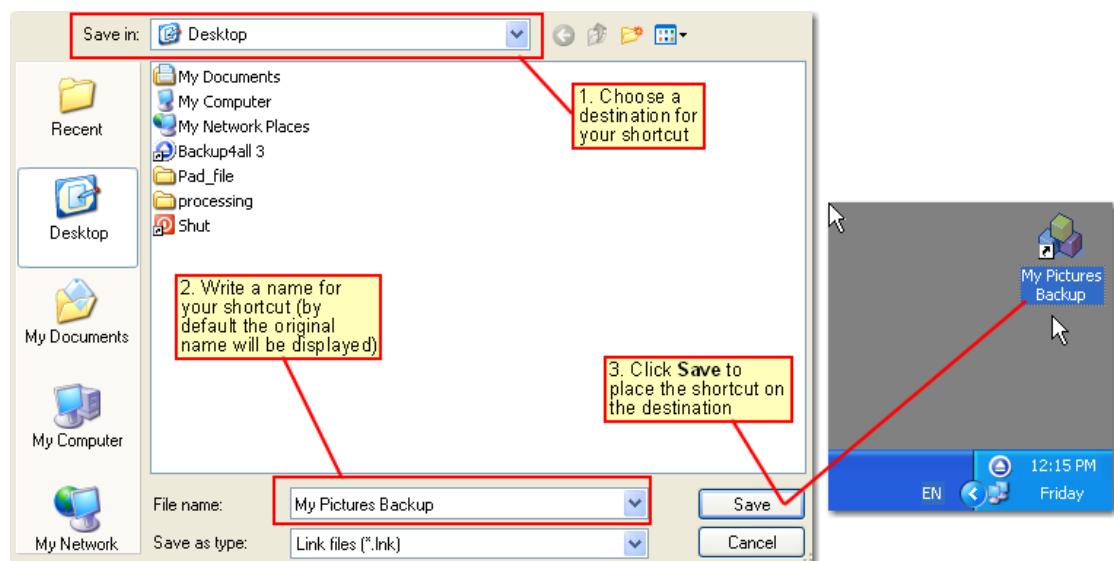 Save in:
Desktop
My Documents
My Computer
My Network Places
Backup4all 3
Pad_file
processing
Shut
Recent
Desktop
My Documents
My Computer
My Network
1. Choose a
destination for
your shortcut
2. Write a name for
your shortcut (by
default the original
name will be displayed)
3. Click Save to
place the shortcut on
the destination
File name:
My Pictures Backup
Save
Save as type:
Link files (*.lnk)
Cancel
My Pictures
Backup
12:15 PM
EN
Friday